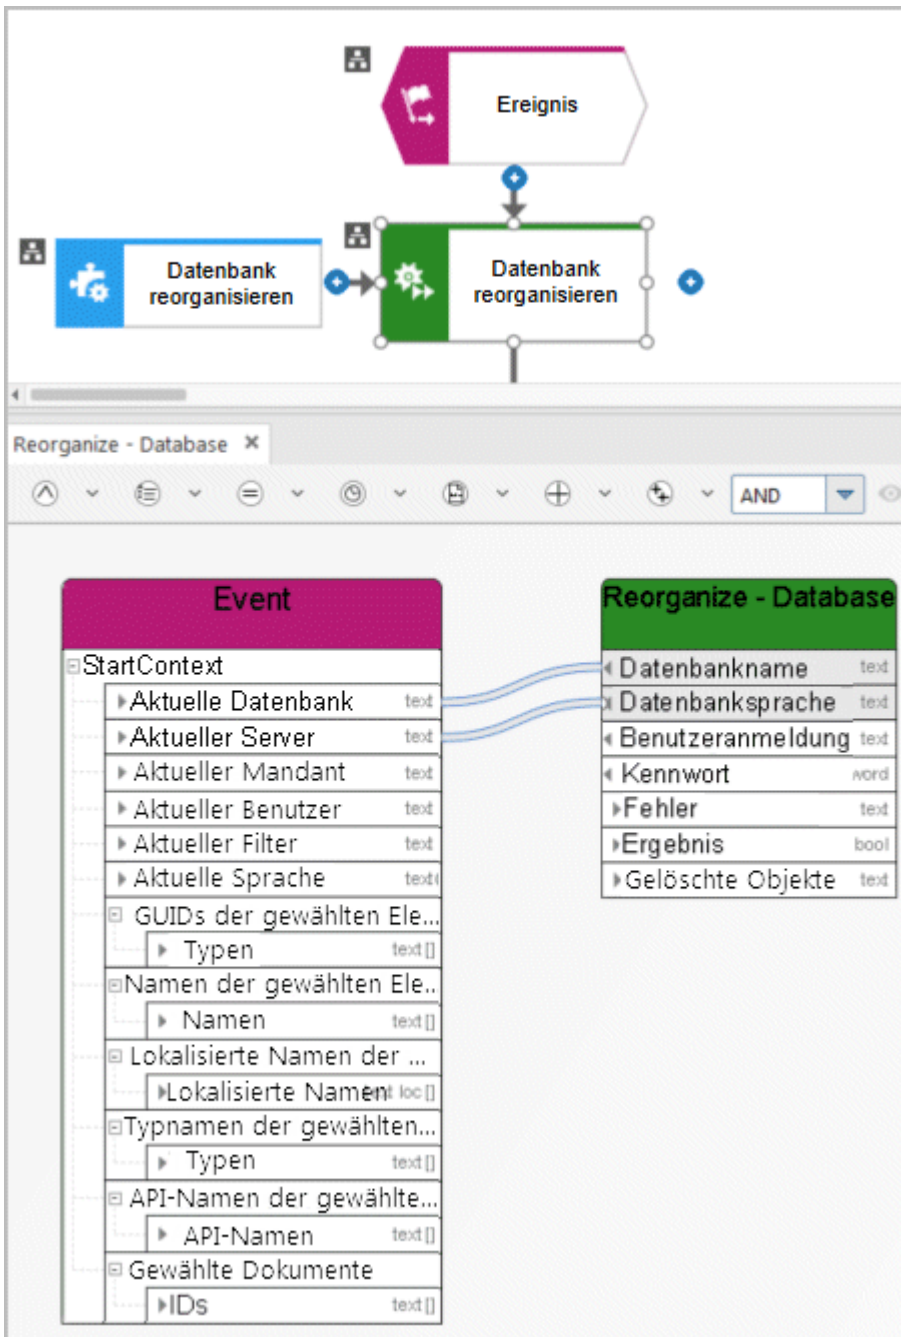 Ereignis
Datenbank
reorganisieren
Datenbank
reorganisieren
Reorganize - Database
AND
Event
StartContext
Aktuelle Datenbank text
Aktueller Server text
Aktueller Mandant text
Aktueller Benutzer text
Aktueller Filter text
Aktuelle Sprache text
GUIDs der gewählten Ele...
Typen text []
Namen der gewählten Ele..
Namen text []
Lokalisierte Namen der ...
Lokalisierte Namen loc []
Typnamen der gewählten...
Typen text []
API-Namen der gewählte...
API-Namen text []
Gewählte Dokumente
IDs text []
Reorganize - Database
Datenbankname text
Datenbanksprache text
Benutzeranmeldung text
Kennwort word
Fehler text
Ergebnis bool
Gelöschte Objekte text